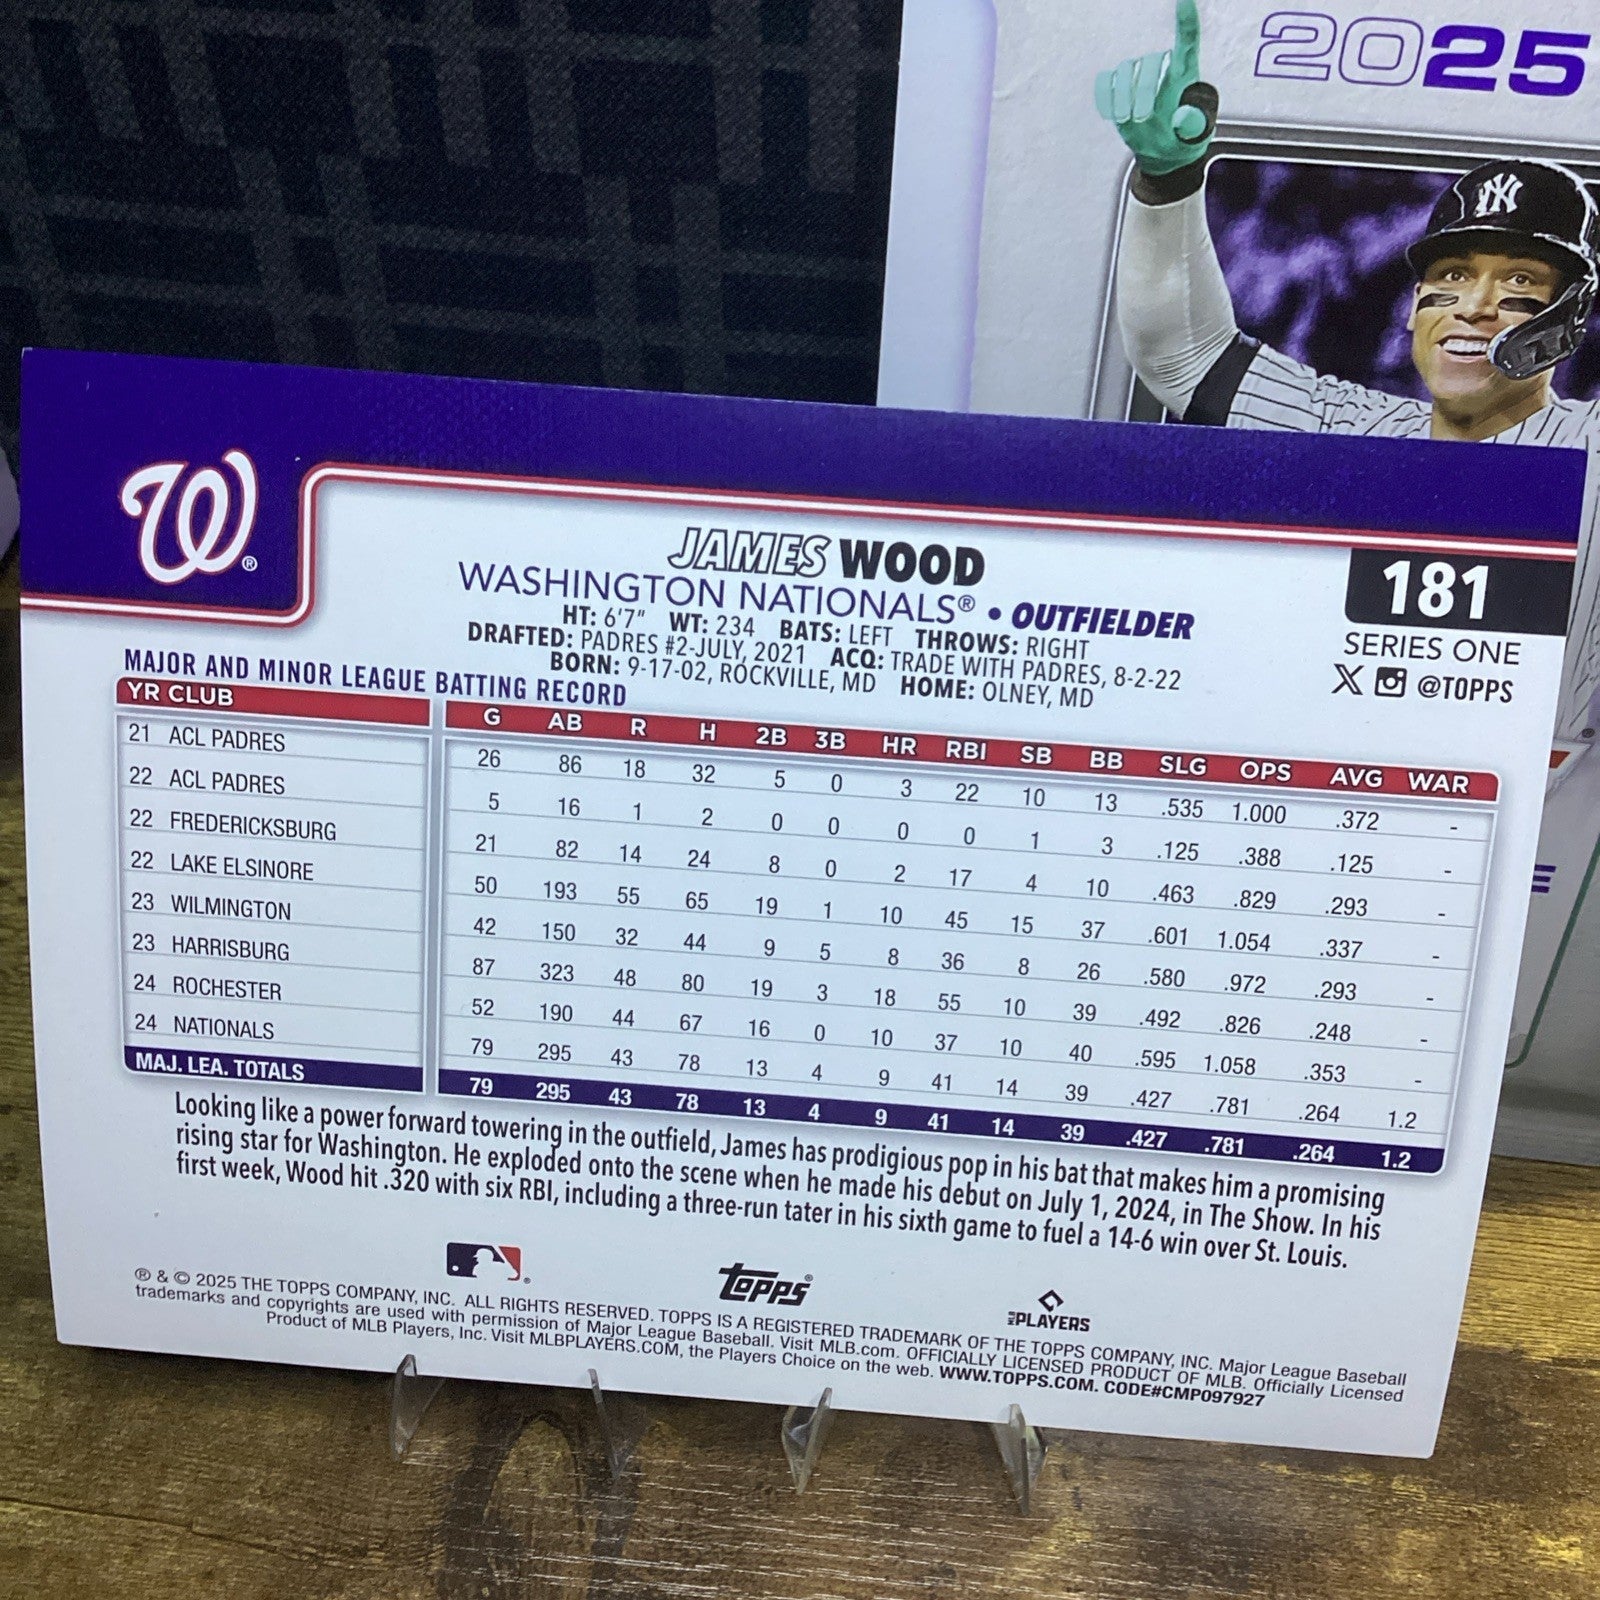 2025
NY
W®
JAMES WOOD
WASHINGTON NATIONALS® • OUTFIELDER
HT: 6'7" WT: 234 BATS: LEFT THROWS: RIGHT
DRAFTED: PADRES #2-JULY, 2021 ACQ: TRADE WITH PADRES, 8-2-22
BORN: 9-17-02, ROCKVILLE, MD HOME: OLNEY, MD
181
SERIES ONE
X @TOPPS
MAJOR AND MINOR LEAGUE BATTING RECORD
YR CLUB G AB R H 2B 3B HR RBI SB BB SLG OPS AVG WAR
21 ACL PADRES 26 86 18 32 5 0 3 22 10 13 .535 1.000 .372 -
22 ACL PADRES 5 16 1 2 0 0 0 0 1 3 .125 .388 .125 -
22 FREDERICKSBURG 21 82 14 24 8 0 2 17 4 10 .463 .829 .293 -
22 LAKE ELSINORE 50 193 55 65 19 1 10 45 15 37 .601 1.054 .337 -
23 WILMINGTON 42 150 32 44 9 5 8 36 8 26 .580 .972 .293 -
23 HARRISBURG 87 323 48 80 19 3 18 55 10 39 .492 .826 .248 -
24 ROCHESTER 52 190 44 67 16 0 10 37 10 40 .595 1.058 .353 -
24 NATIONALS 79 295 43 78 13 4 9 41 14 39 .427 .781 .264 1.2
MAJ. LEA. TOTALS 79 295 43 78 13 4 9 41 14 39 .427 .781 .264 1.2
Looking like a power forward towering in the outfield, James has prodigious pop in his bat that makes him a promising
rising star for Washington. He exploded onto the scene when he made his debut on July 1, 2024, in The Show. In his
first week, Wood hit .320 with six RBI, including a three-run tater in his sixth game to fuel a 14-6 win over St. Louis.
topps®
PLAYERS
® & © 2025 THE TOPPS COMPANY, INC. ALL RIGHTS RESERVED. TOPPS IS A REGISTERED TRADEMARK OF THE TOPPS COMPANY, INC. Major League Baseball
trademarks and copyrights are used with permission of Major League Baseball. Visit MLB.com. OFFICIALLY LICENSED PRODUCT OF MLB. Officially Licensed
Product of MLB Players, Inc. Visit MLBPLAYERS.COM, the Players Choice on the web. WWW.TOPPS.COM. CODE#CMP097927